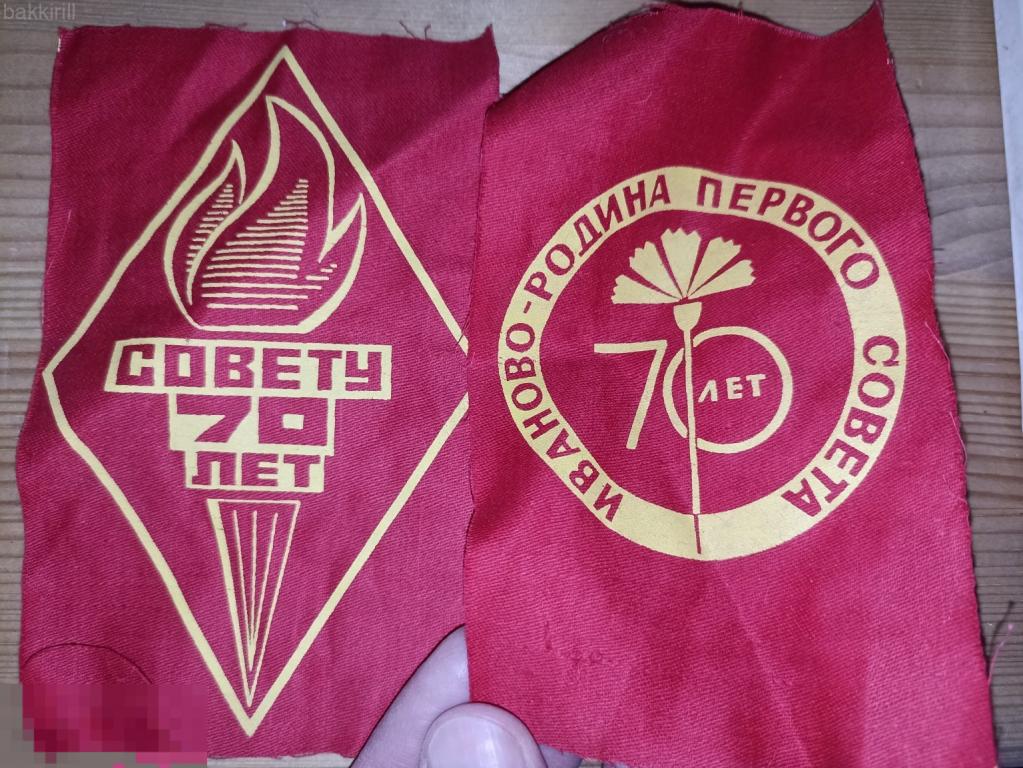 bakkirill
СОВЕТУ
70
ЛЕТ
ИВАНОВО-РОДИНА ПЕРВОГО СОВЕТА
70
ЛЕТ